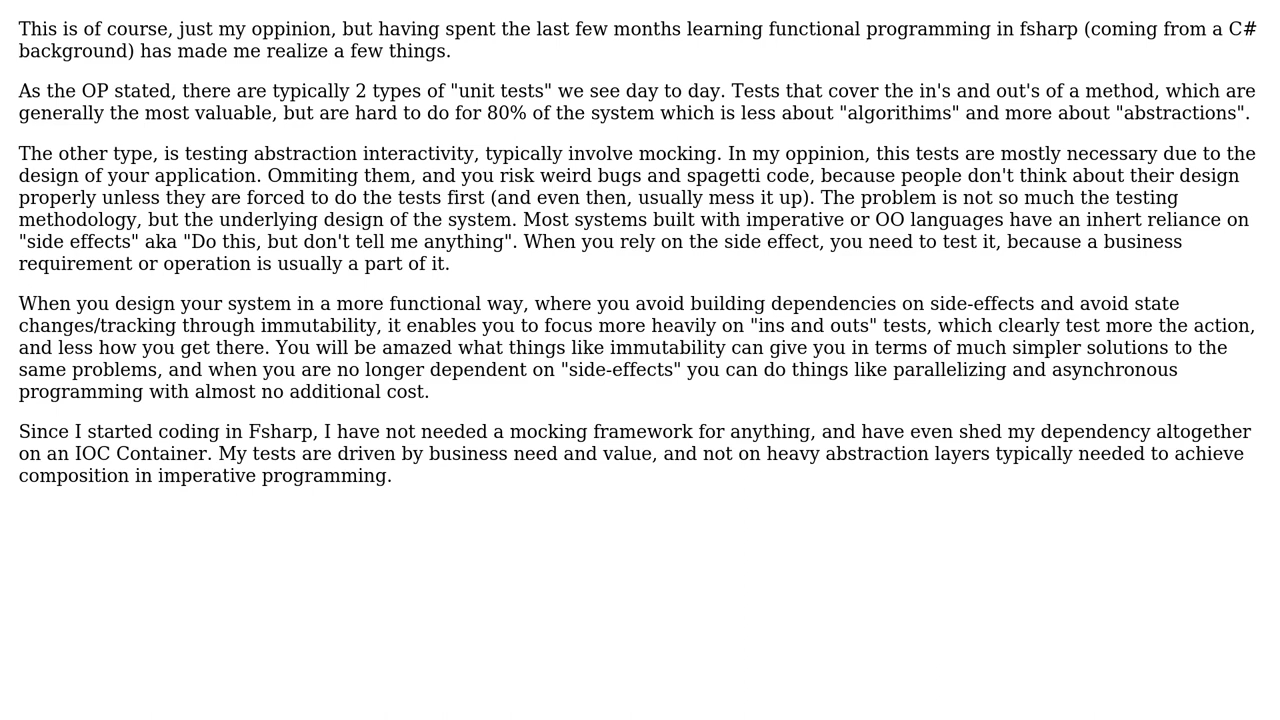 This is of course, just my oppinion, but having spent the last few months learning functional programming in fsharp (coming from a C#
background) has made me realize a few things.
As the OP stated, there are typically 2 types of "unit tests" we see day to day. Tests that cover the in's and out's of a method, which are
generally the most valuable, but are hard to do for 80% of the system which is less about "algorithims" and more about "abstractions".
The other type, is testing abstraction interactivity, typically involve mocking. In my oppinion, this tests are mostly necessary due to the
design of your application. Ommiting them, and you risk weird bugs and spagetti code, because people don't think about their design
properly unless they are forced to do the tests first (and even then, usually mess it up). The problem is not so much the testing
methodology, but the underlying design of the system. Most systems built with imperative or OO languages have an inhert reliance on
"side effects" aka "Do this, but don't tell me anything". When you rely on the side effect, you need to test it, because a business
requirement or operation is usually a part of it.
When you design your system in a more functional way, where you avoid building dependencies on side-effects and avoid state
changes/tracking through immutability, it enables you to focus more heavily on "ins and outs" tests, which clearly test more the action,
and less how you get there. You will be amazed what things like immutability can give you in terms of much simpler solutions to the
same problems, and when you are no longer dependent on "side-effects" you can do things like parallelizing and asynchronous
programming with almost no additional cost.
Since I started coding in Fsharp, I have not needed a mocking framework for anything, and have even shed my dependency altogether
on an IOC Container. My tests are driven by business need and value, and not on heavy abstraction layers typically needed to achieve
composition in imperative programming.